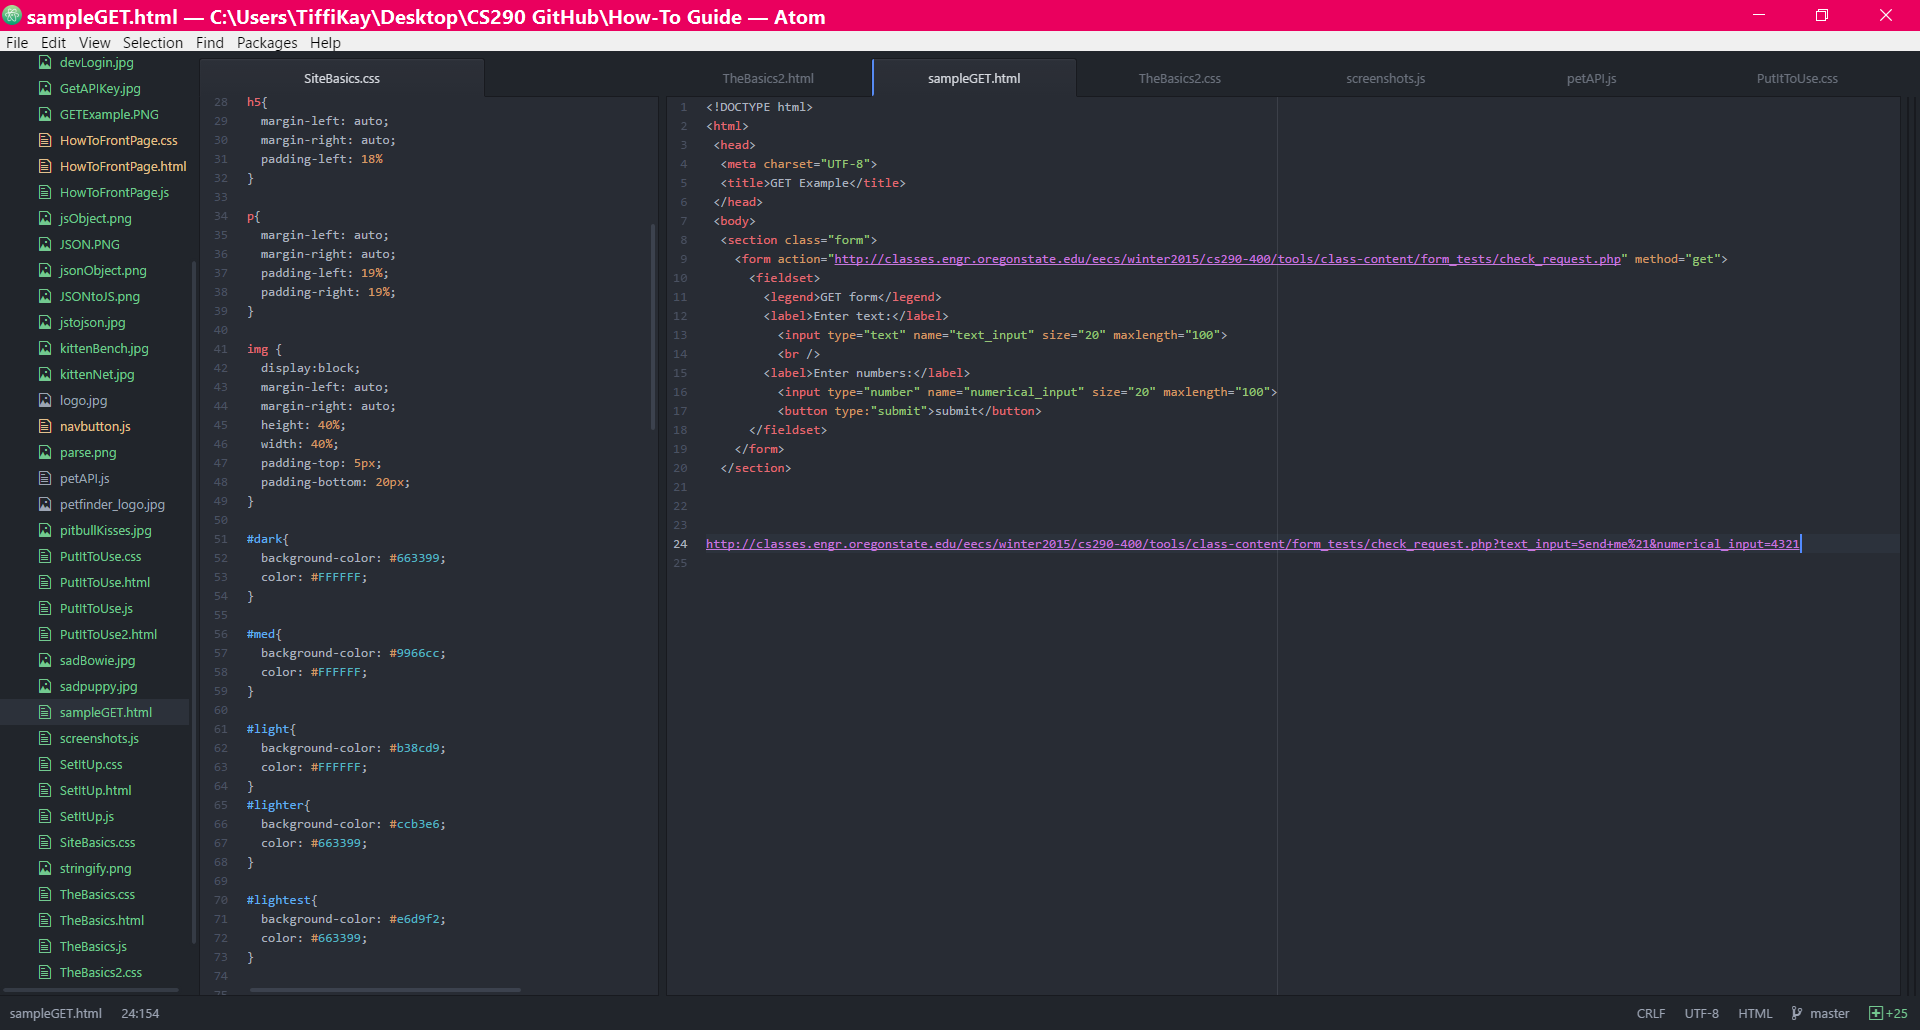 sampleGET.html — C:\Users\TiffiKay\Desktop\CS290 GitHub\How-To Guide — Atom
File Edit View Selection Find Packages Help
devLogin.jpg
GetAPIKey.jpg
GETExample.PNG
HowToFrontPage.css
HowToFrontPage.html
HowToFrontPage.js
jsObject.png
JSON.PNG
jsonObject.png
JSONtoJS.png
jstojson.jpg
kittenBench.jpg
kittenNet.jpg
logo.jpg
navbutton.js
parse.png
petAPI.js
petfinder_logo.jpg
pitbullKisses.jpg
PutItToUse.css
PutItToUse.html
PutItToUse.js
PutItToUse2.html
sadBowie.jpg
sadpuppy.jpg
sampleGET.html
screenshots.js
SetItUp.css
SetItUp.html
SetItUp.js
SiteBasics.css
stringify.png
TheBasics.css
TheBasics.html
TheBasics.js
TheBasics2.css
SiteBasics.css
28 h5{
29 margin-left: auto;
30 margin-right: auto;
31 padding-left: 18%
32 }
33
34 p{
35 margin-left: auto;
36 margin-right: auto;
37 padding-left: 19%;
38 padding-right: 19%;
39 }
40
41 img {
42 display:block;
43 margin-left: auto;
44 margin-right: auto;
45 height: 40%;
46 width: 40%;
47 padding-top: 5px;
48 padding-bottom: 20px;
49 }
50
51 #dark{
52 background-color: #663399;
53 color: #FFFFFF;
54 }
55
56 #med{
57 background-color: #9966cc;
58 color: #FFFFFF;
59 }
60
61 #light{
62 background-color: #b38cd9;
63 color: #FFFFFF;
64 }
65 #lighter{
66 background-color: #ccb3e6;
67 color: #663399;
68 }
69
70 #lightest{
71 background-color: #e6d9f2;
72 color: #663399;
73 }
74
75
TheBasics2.html sampleGET.html TheBasics2.css screenshots.js petAPI.js PutItToUse.css
1 <!DOCTYPE html>
2 <html>
3 <head>
4 <meta charset="UTF-8">
5 <title>GET Example</title>
6 </head>
7 <body>
8 <section class="form">
9 <form action="http://classes.engr.oregonstate.edu/eecs/winter2015/cs290-400/tools/class-content/form_tests/check_request.php" method="get">
10 <fieldset>
11 <legend>GET form</legend>
12 <label>Enter text:</label>
13 <input type="text" name="text_input" size="20" maxlength="100">
14 <br />
15 <label>Enter numbers:</label>
16 <input type="number" name="numerical_input" size="20" maxlength="100">
17 <button type:"submit">submit</button>
18 </fieldset>
19 </form>
20 </section>
21
22
23
24 http://classes.engr.oregonstate.edu/eecs/winter2015/cs290-400/tools/class-content/form_tests/check_request.php?text_input=Send+me%21&numerical_input=4321
25
sampleGET.html 24:154 CRLF UTF-8 HTML master +25